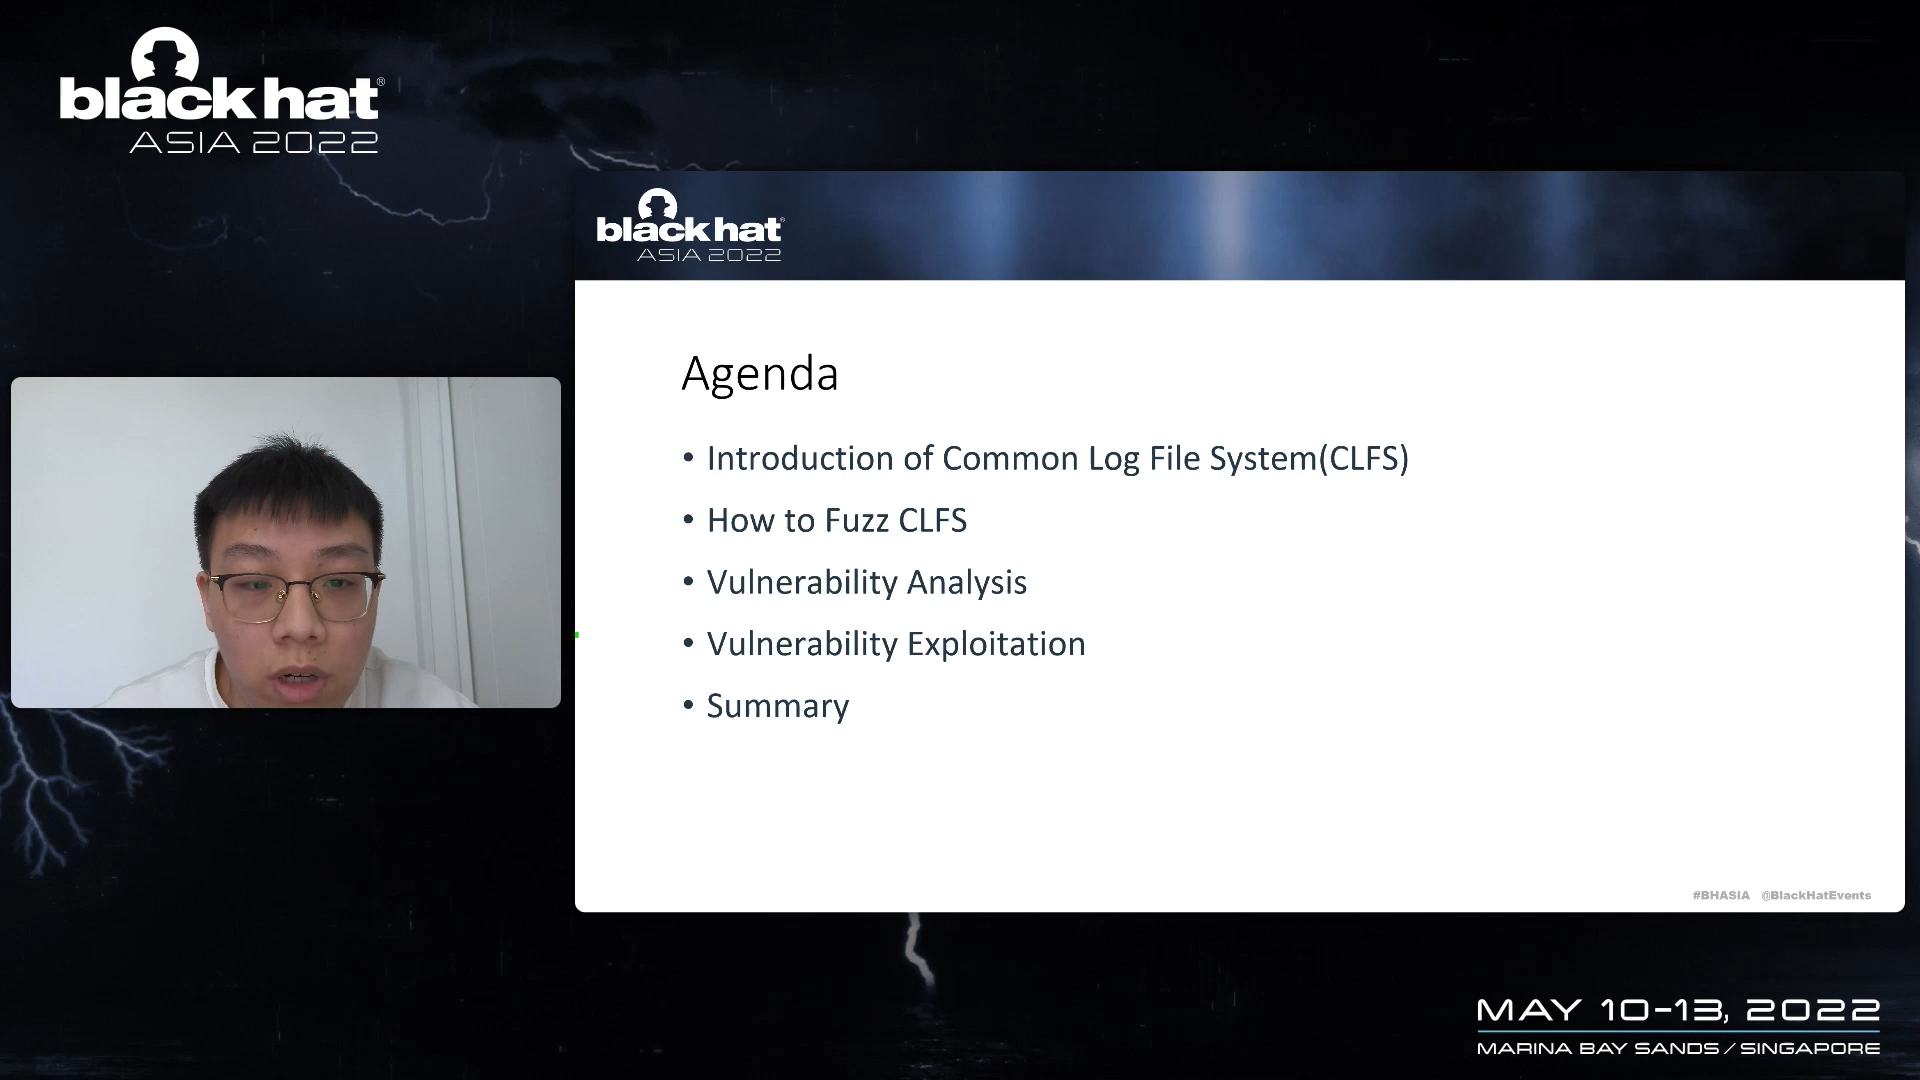 black hat®
ASIA 2022
black hat®
ASIA 2022
Agenda
• Introduction of Common Log File System(CLFS)
• How to Fuzz CLFS
• Vulnerability Analysis
• Vulnerability Exploitation
• Summary
#BHASIA @BlackHatEvents
MAY 10-13, 2022
MARINA BAY SANDS / SINGAPORE